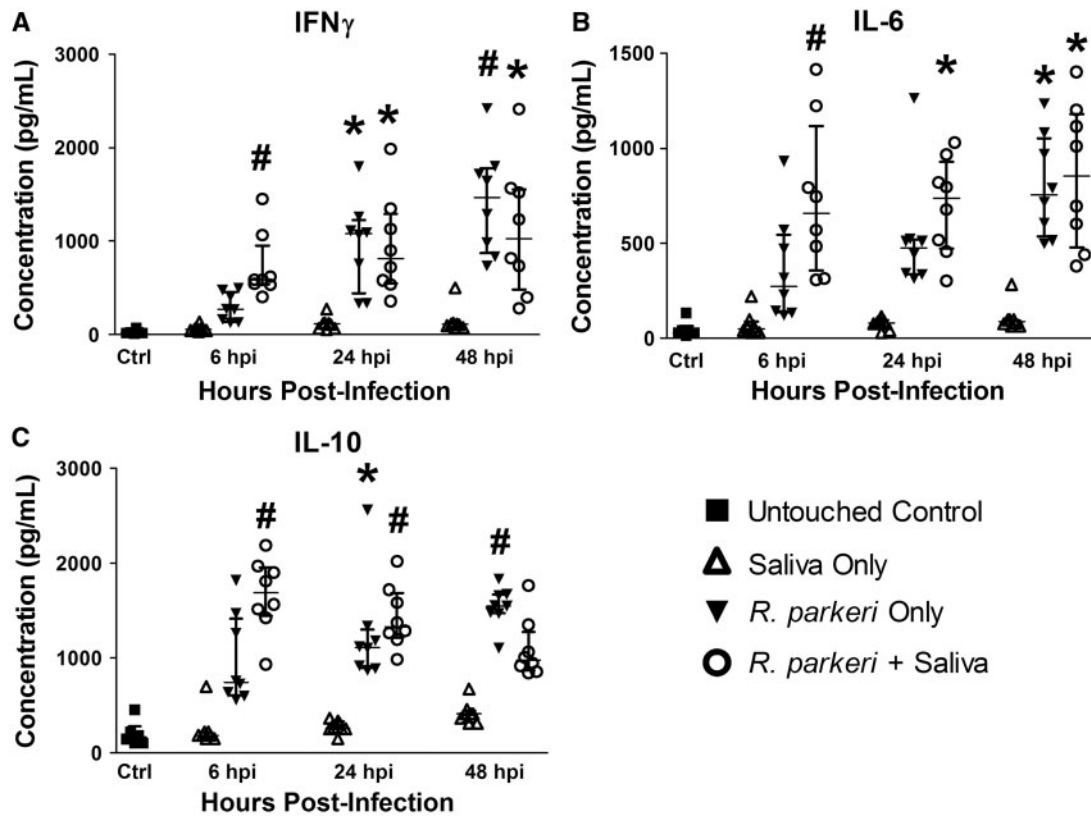 A
IFNγ
Concentration (pg/mL)
3000
2000
1000
0
#
*
*
#
*
Ctrl
6 hpi
24 hpi
48 hpi
Hours Post-Infection
B
IL-6
Concentration (pg/mL)
1500
1000
500
0
#
*
*
*
Ctrl
6 hpi
24 hpi
48 hpi
Hours Post-Infection
C
IL-10
Concentration (pg/mL)
3000
2000
1000
0
#
*
#
#
Ctrl
6 hpi
24 hpi
48 hpi
Hours Post-Infection
Untouched Control
Saliva Only
R. parkeri Only
R. parkeri + Saliva